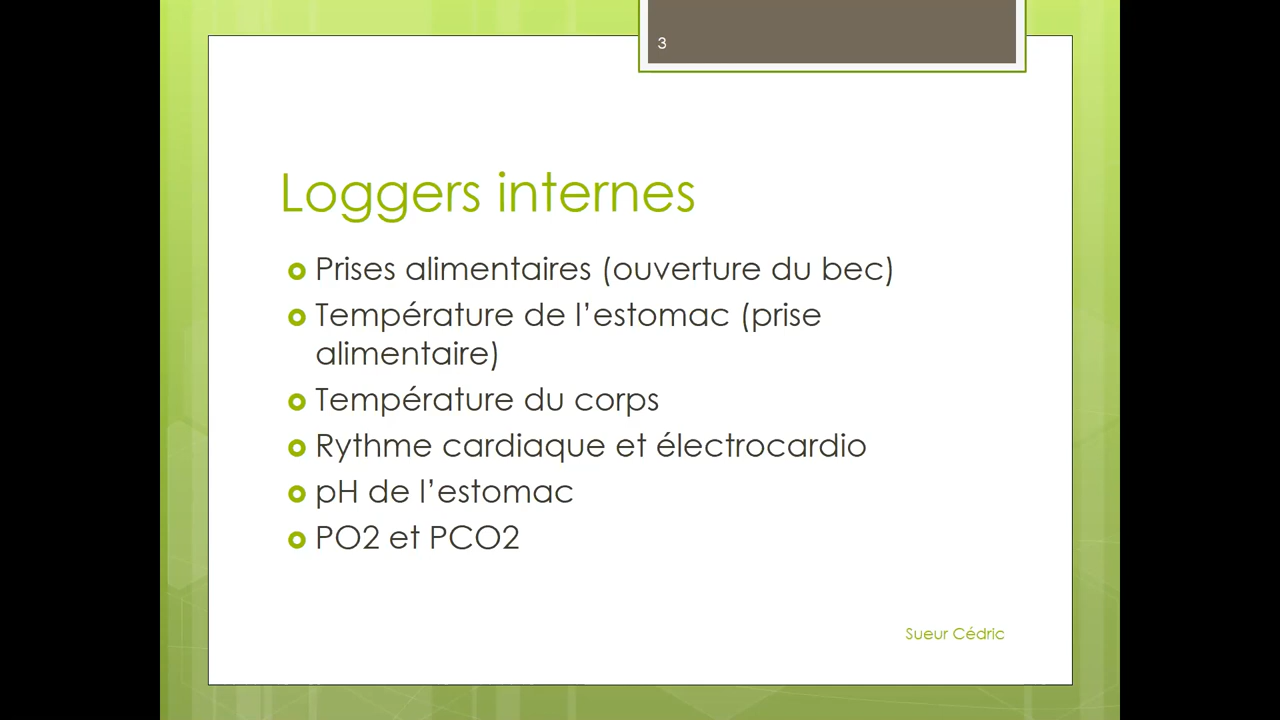 3
Loggers internes
Prises alimentaires (ouverture du bec)
Température de l’estomac (prise
alimentaire)
Température du corps
Rythme cardiaque et électrocardio
pH de l’estomac
PO2 et PCO2
Sueur Cédric